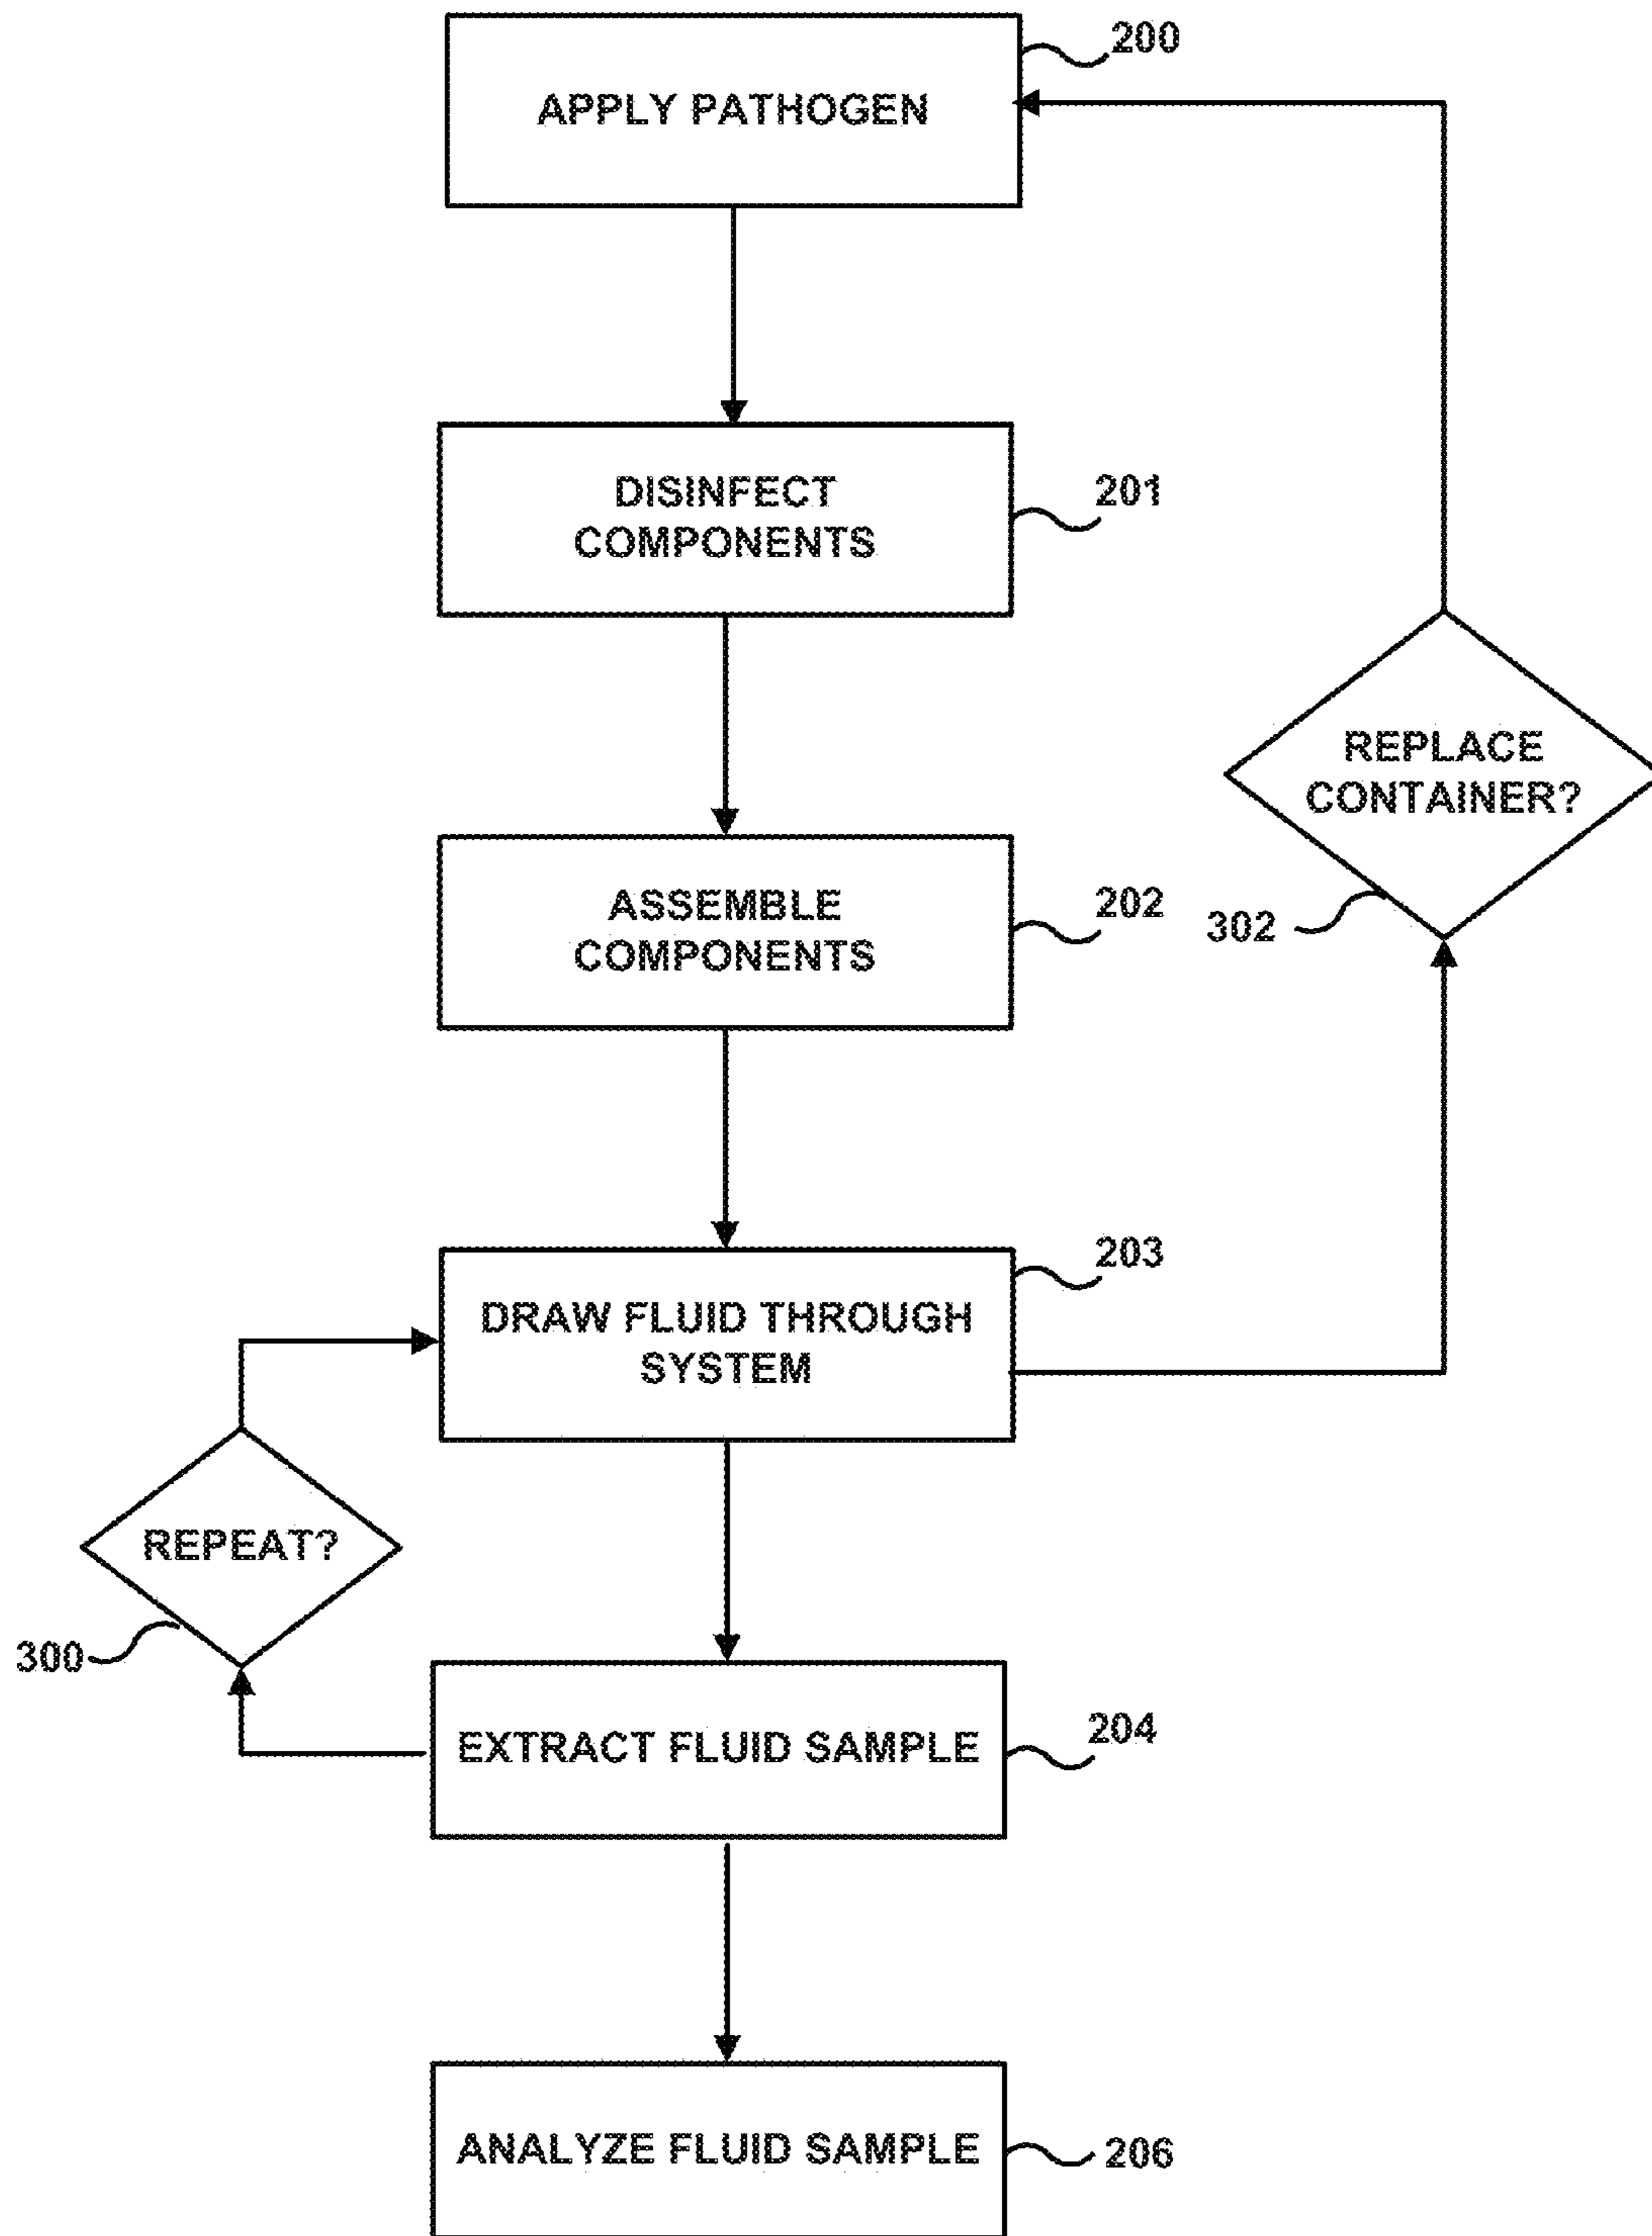 200
APPLY PATHOGEN
DISINFECT
COMPONENTS
201
REPLACE
CONTAINER?
302
ASSEMBLE
COMPONENTS
202
DRAW FLUID THROUGH
SYSTEM
203
REPEAT?
300
EXTRACT FLUID SAMPLE
204
ANALYZE FLUID SAMPLE
206